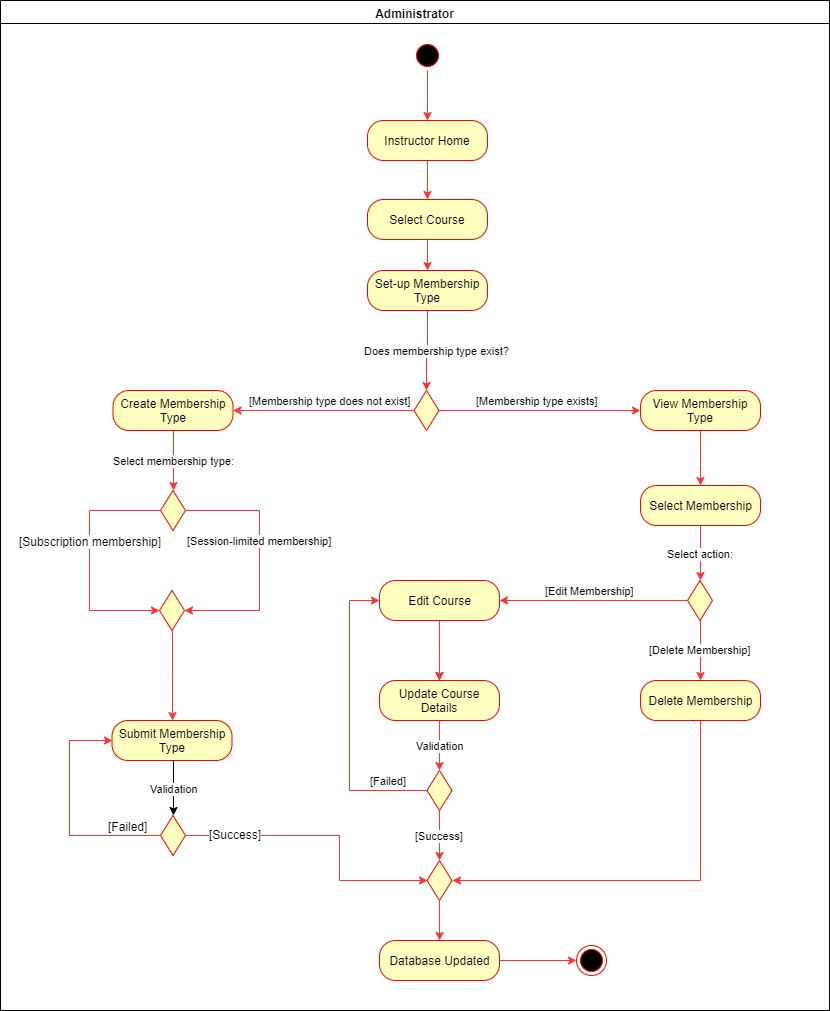 Administrator
Instructor Home
Select Course
Set-up Membership
Type
Does membership type exist?
[Membership type does not exist]
[Membership type exists]
Create Membership
Type
View Membership
Type
Select membership type:
Select Membership
[Subscription membership]
[Session-limited membership]
Select action:
[Edit Membership]
Edit Course
[Delete Membership]
Update Course
Details
Delete Membership
Submit Membership
Type
Validation
[Failed]
Validation
[Failed]
[Success]
[Success]
Database Updated